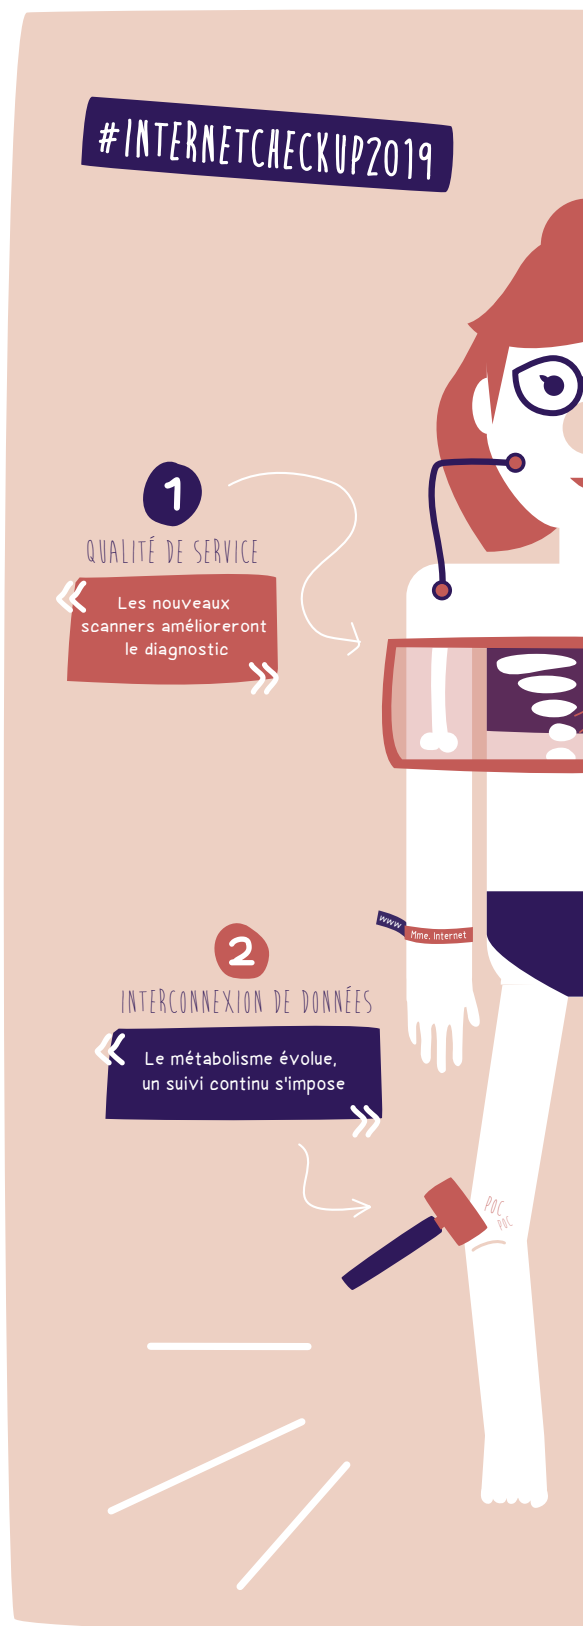 #INTERNETCHECKUP2019
1
QUALITÉ DE SERVICE
«
Les nouveaux
scanners amélioreront
le diagnostic
»
www
Mme. Internet
2
INTERCONNEXION DE DONNÉES
«
Le métabolisme évolue,
un suivi continu s'impose
»
POC
POC